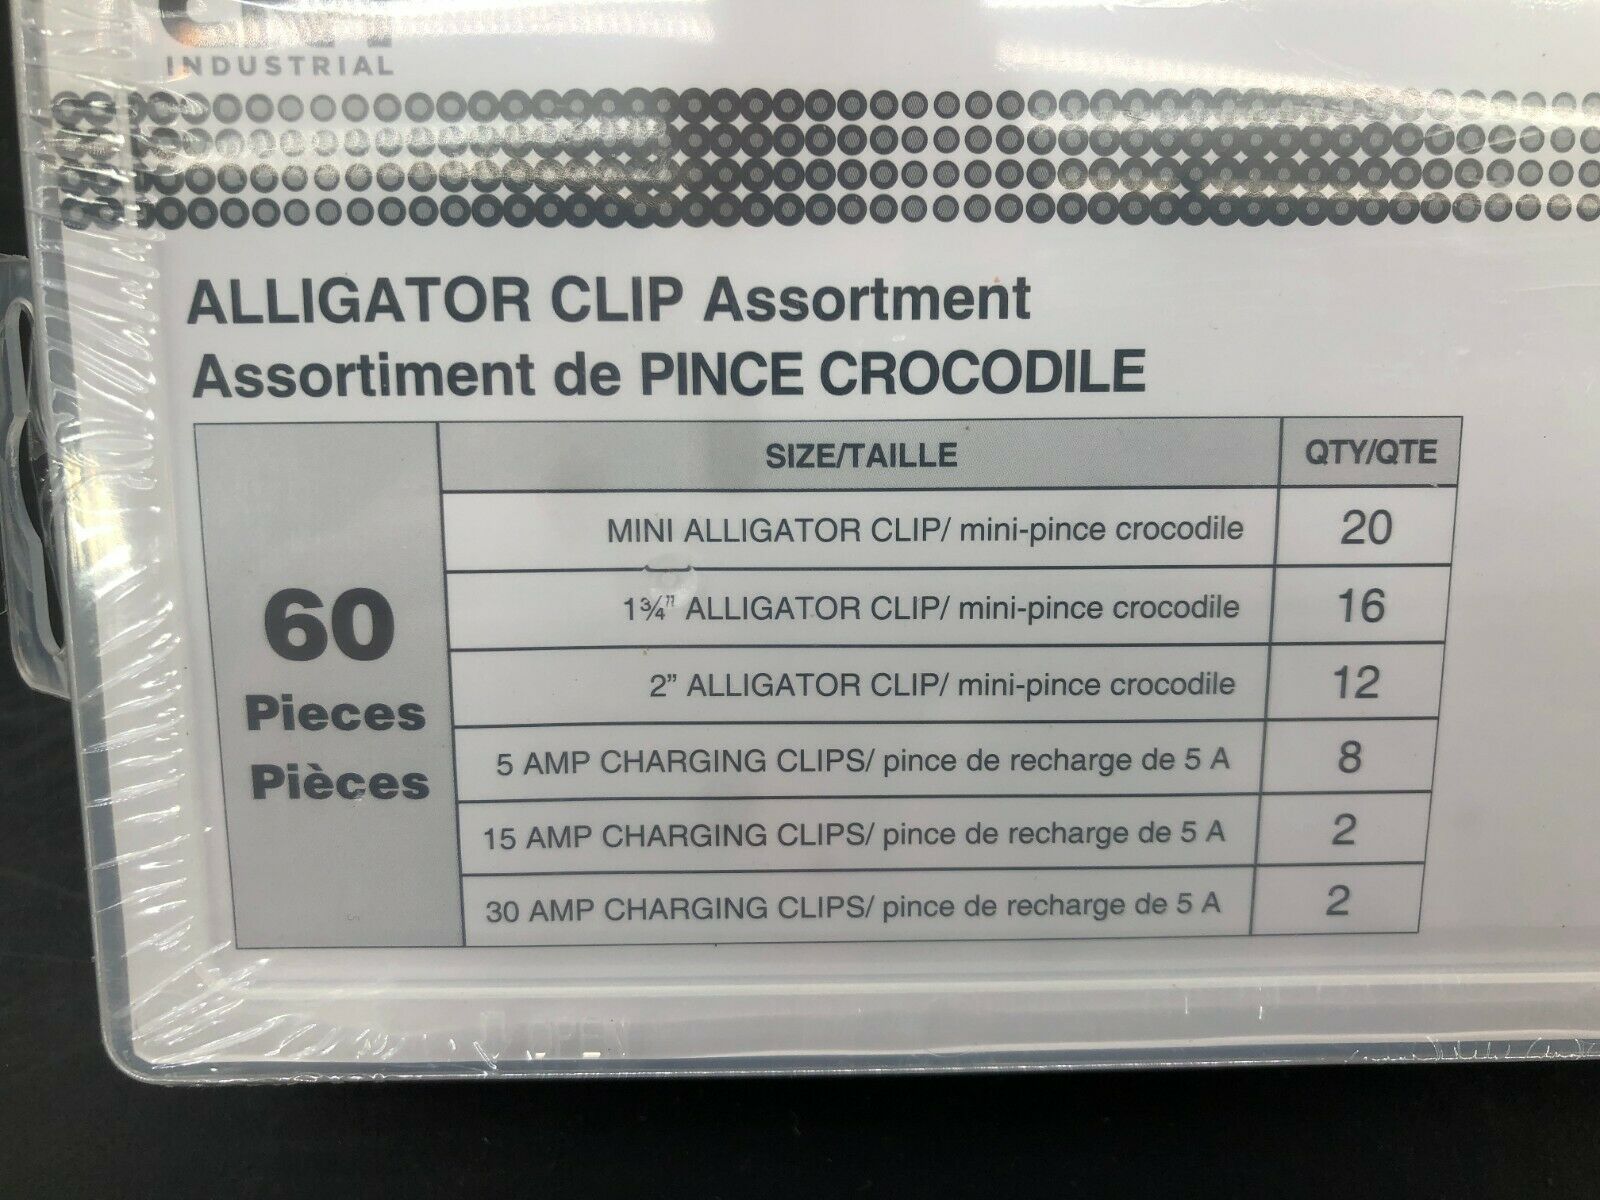 INDUSTRIAL
ALLIGATOR CLIP Assortment
Assortiment de PINCE CROCODILE
60
Pieces
Pièces
SIZE/TAILLE QTY/QTE
MINI ALLIGATOR CLIP/ mini-pince crocodile 20
1¾" ALLIGATOR CLIP/ mini-pince crocodile 16
2” ALLIGATOR CLIP/ mini-pince crocodile 12
5 AMP CHARGING CLIPS/ pince de recharge de 5 A 8
15 AMP CHARGING CLIPS/ pince de recharge de 5 A 2
30 AMP CHARGING CLIPS/ pince de recharge de 5 A 2
OPEN